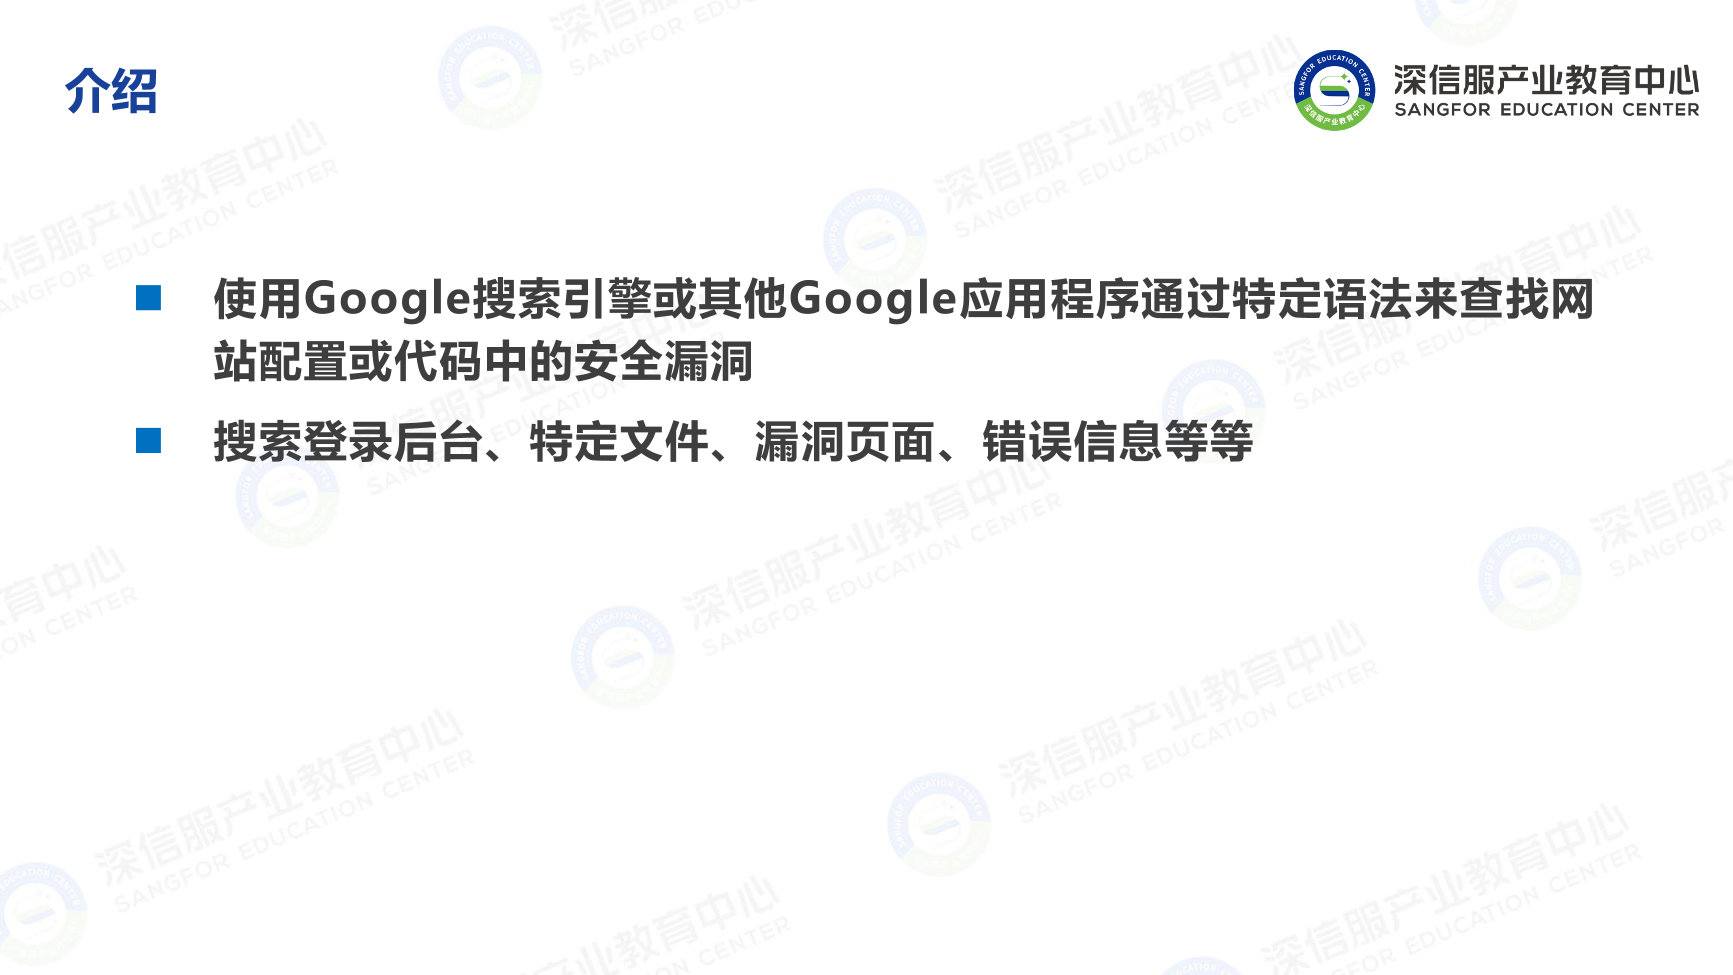 介绍
深信服产业教育中心
SANGFOR EDUCATION CENTER
使用Google搜索引擎或其他Google应用程序通过特定语法来查找网
站配置或代码中的安全漏洞
搜索登录后台、特定文件、漏洞页面、错误信息等等